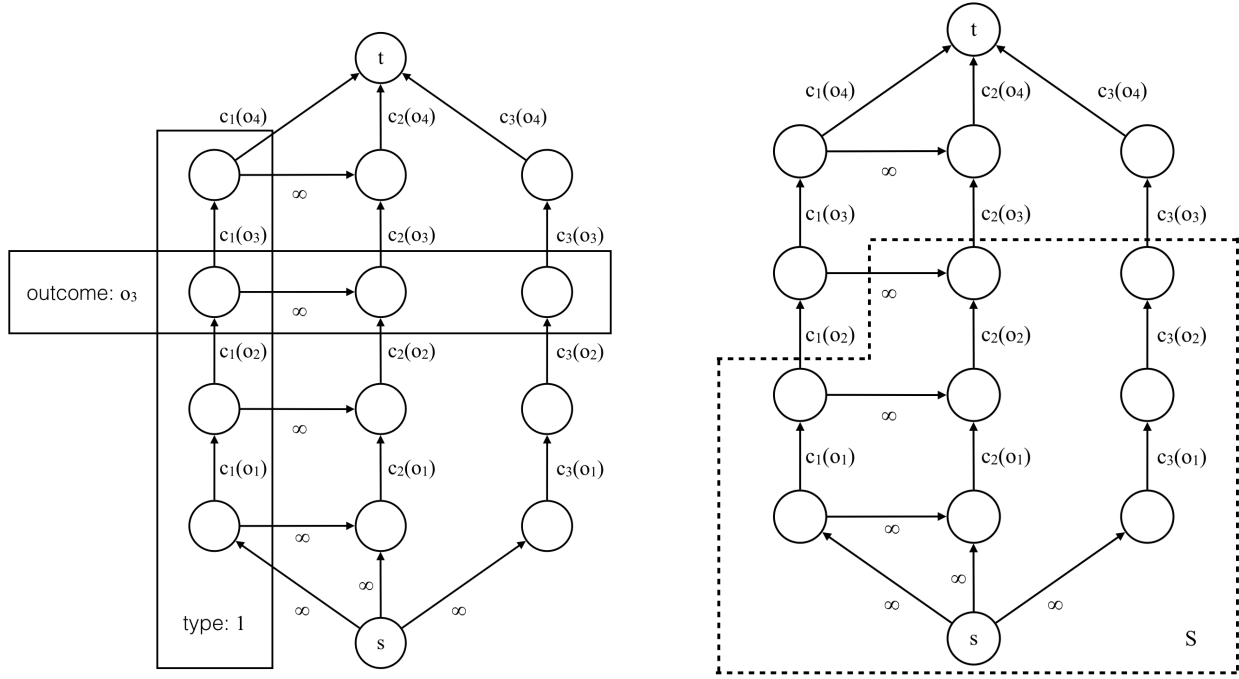 t
c₁(o₄) c₂(o₄) c₃(o₄)
∞
c₁(o₃) c₂(o₃) c₃(o₃)
outcome: o₃
∞
c₁(o₂) c₂(o₂) c₃(o₂)
∞
c₁(o₁) c₂(o₁) c₃(o₁)
∞
∞
∞ ∞
type: 1
s
t
c₁(o₄) c₂(o₄) c₃(o₄)
∞
c₁(o₃) c₂(o₃) c₃(o₃)
∞
c₁(o₂) c₂(o₂) c₃(o₂)
∞
c₁(o₁) c₂(o₁) c₃(o₁)
∞
∞
∞ ∞
s
S